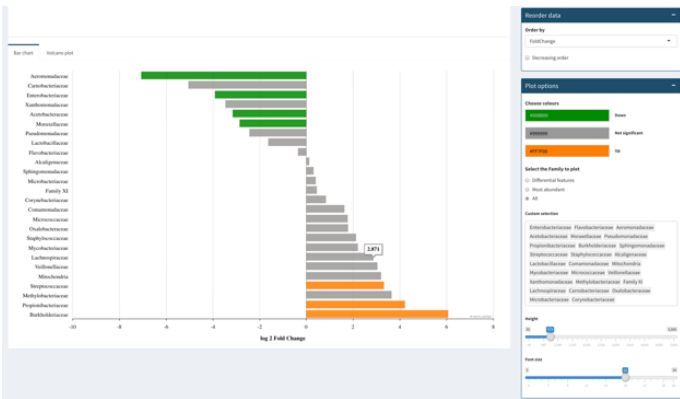 Bar chart Volcano plot
Aeromonadaceae
Carnobacteriaceae
Enterobacteriaceae
Xanthomonadaceae
Acetobacteraceae
Moraxellaceae
Pseudomonadaceae
Lactobacillaceae
Flavobacteriaceae
Alcaligenaceae
Sphingomonadaceae
Microbacteriaceae
Family XI
Corynebacteriaceae
Comamonadaceae
Micrococcaceae
Oxalobacteraceae
Staphylococcaceae
Mycobacteriaceae
Lachnospiraceae
Veillonellaceae
Mitochondria
Streptococcaceae
Methylobacteriaceae
Propionibacteriaceae
Burkholderiaceae
2.871
-10 -8 -6 -4 -2 0 2 4 6 8
log 2 Fold Change
Reorder data
Order by
FoldChange
Decreasing order
Plot options
Choose colours
Down
Not significant
Up
Select the Family to plot
Differential features
Most abundant
All
Custom selection
Enterobacteriaceae Flavobacteriaceae Aeromonadaceae
Acetobacteraceae Moraxellaceae Pseudomonadaceae
Propionibacteriaceae Burkholderiaceae Sphingomonadaceae
Streptococcaceae Staphylococcaceae Alcaligenaceae
Lactobacillaceae Comamonadaceae Mitochondria
Mycobacteriaceae Micrococcaceae Veillonellaceae
Xanthomonadaceae Methylobacteriaceae Family XI
Lachnospiraceae Carnobacteriaceae Oxalobacteraceae
Microbacteriaceae Corynebacteriaceae
Height
Font size